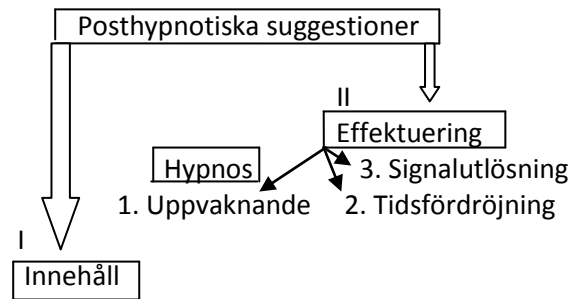 Posthypnotiska suggestioner
II
Effektuering
Hypnos
3. Signalutlösning
1. Uppvaknande
2. Tidsfördröjning
I
Innehåll